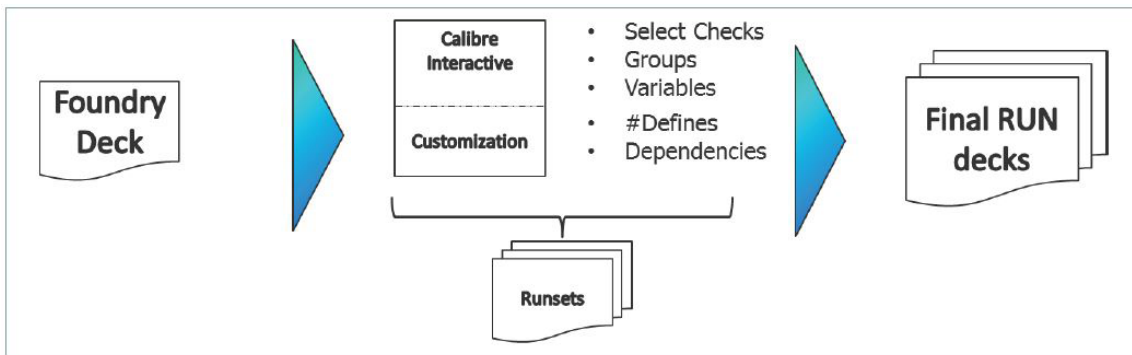 Foundry
Deck
Calibre
Interactive
Customization
• Select Checks
• Groups
• Variables
• #Defines
• Dependencies
Runsets
Final RUN
decks